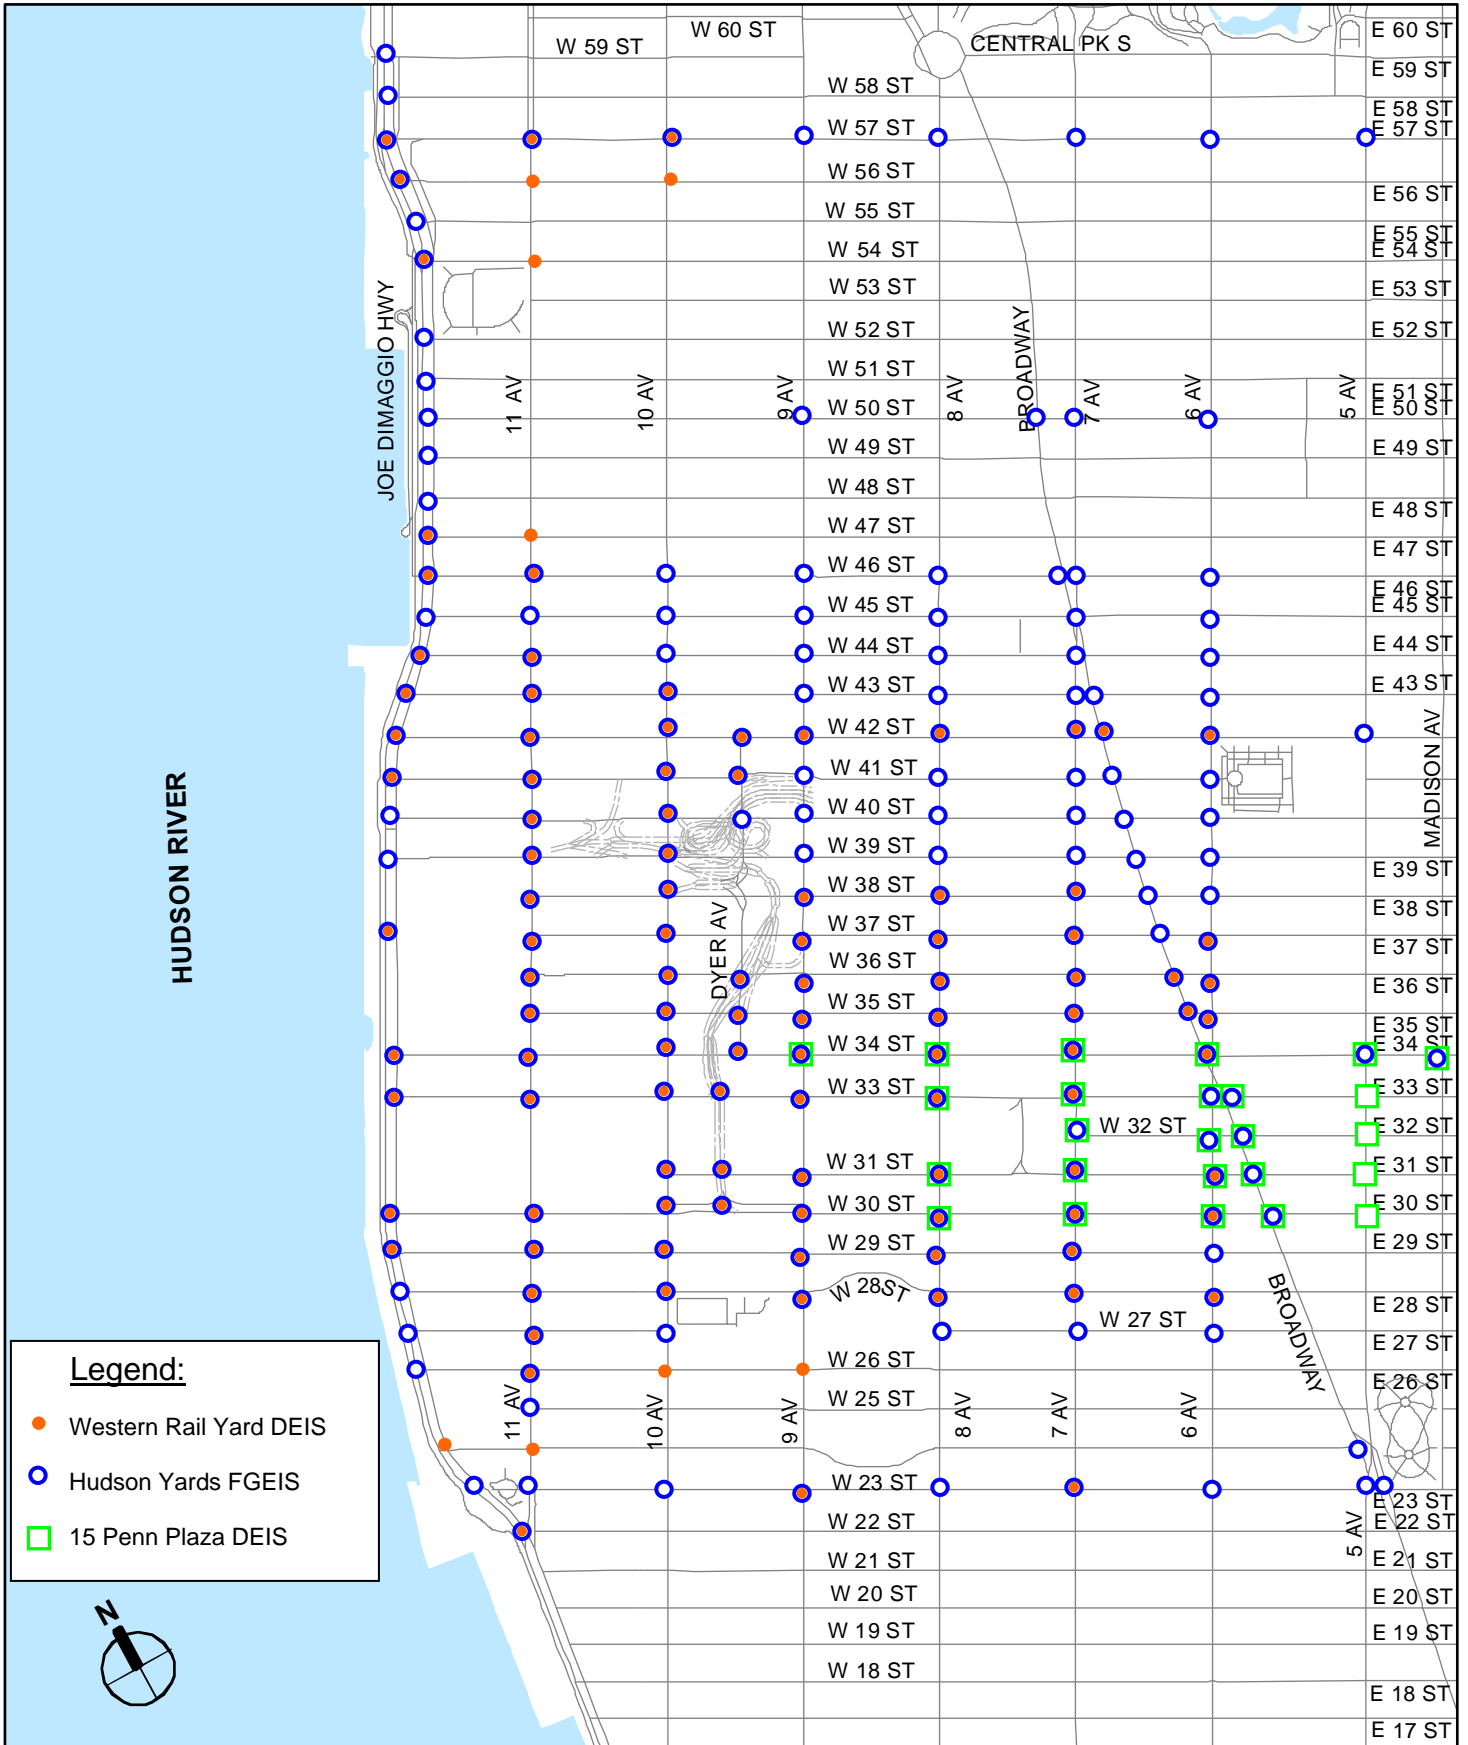 W 60 ST
E 60 ST
W 59 ST
CENTRAL PK S
E 59 ST
W 58 ST
E 58 ST
W 57 ST
E 57 ST
W 56 ST
E 56 ST
W 55 ST
E 55 ST
W 54 ST
E 54 ST
W 53 ST
E 53 ST
W 52 ST
E 52 ST
JOE DIMAGGIO HWY
BROADWAY
W 51 ST
E 51 ST
11 AV
10 AV
9 AV
8 AV
7 AV
6 AV
5 AV
W 50 ST
E 50 ST
W 49 ST
E 49 ST
W 48 ST
E 48 ST
W 47 ST
E 47 ST
W 46 ST
E 46 ST
W 45 ST
E 45 ST
W 44 ST
E 44 ST
W 43 ST
E 43 ST
W 42 ST
MADISON AV
W 41 ST
W 40 ST
HUDSON RIVER
W 39 ST
E 39 ST
W 38 ST
E 38 ST
W 37 ST
E 37 ST
DYER AV
W 36 ST
E 36 ST
W 35 ST
E 35 ST
W 34 ST
E 34 ST
W 33 ST
E 33 ST
W 32 ST
E 32 ST
W 31 ST
E 31 ST
W 30 ST
E 30 ST
W 29 ST
E 29 ST
W 28ST
E 28 ST
BROADWAY
W 27 ST
E 27 ST
W 26 ST
E 26 ST
W 25 ST
11 AV
10 AV
9 AV
8 AV
7 AV
6 AV
W 23 ST
E 23 ST
W 22 ST
E 22 ST
5 AV
W 21 ST
E 21 ST
W 20 ST
E 20 ST
W 19 ST
E 19 ST
W 18 ST
E 18 ST
E 17 ST
Legend:
Western Rail Yard DEIS
Hudson Yards FGEIS
15 Penn Plaza DEIS
N